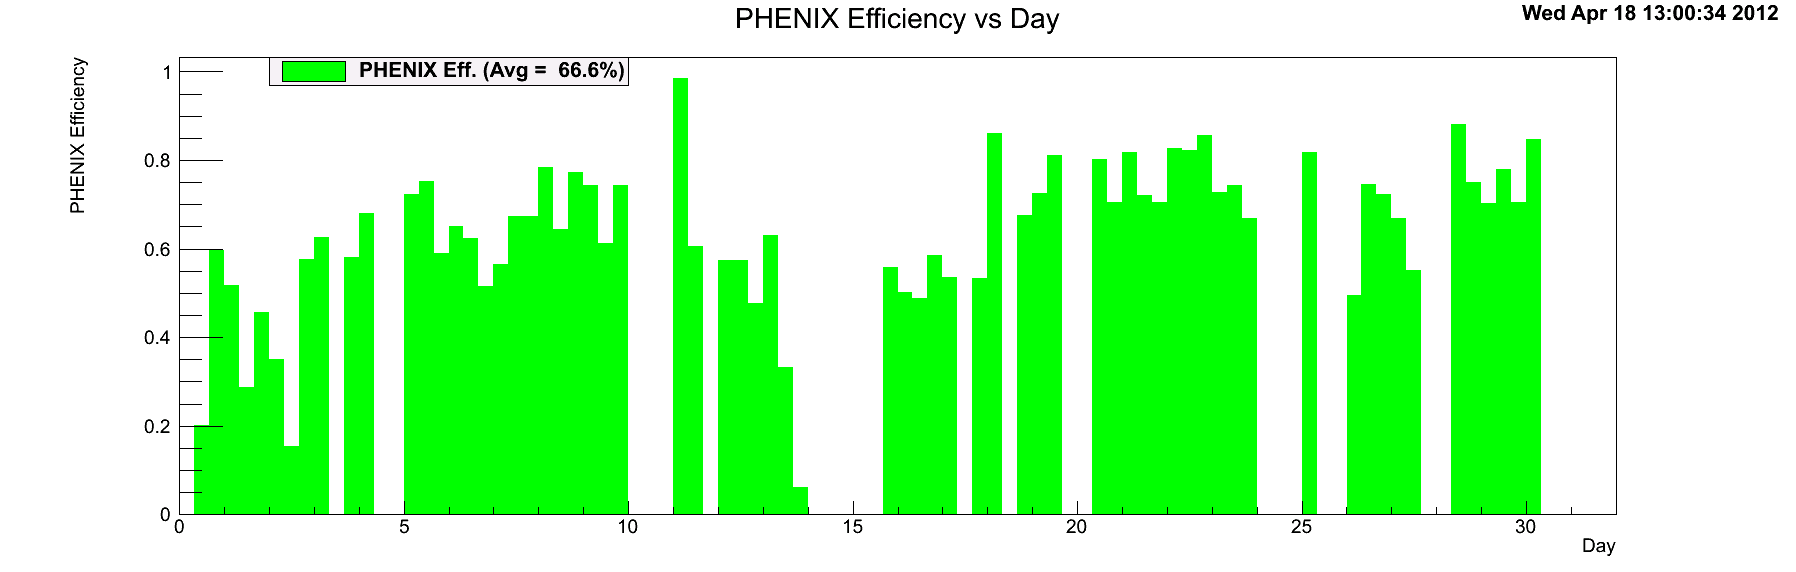 PHENIX Efficiency vs Day
Wed Apr 18 13:00:34 2012
PHENIX Efficiency
PHENIX Eff. (Avg =  66.6%)
1
0.8
0.6
0.4
0.2
0
0 5 10 15 20 25 30
Day